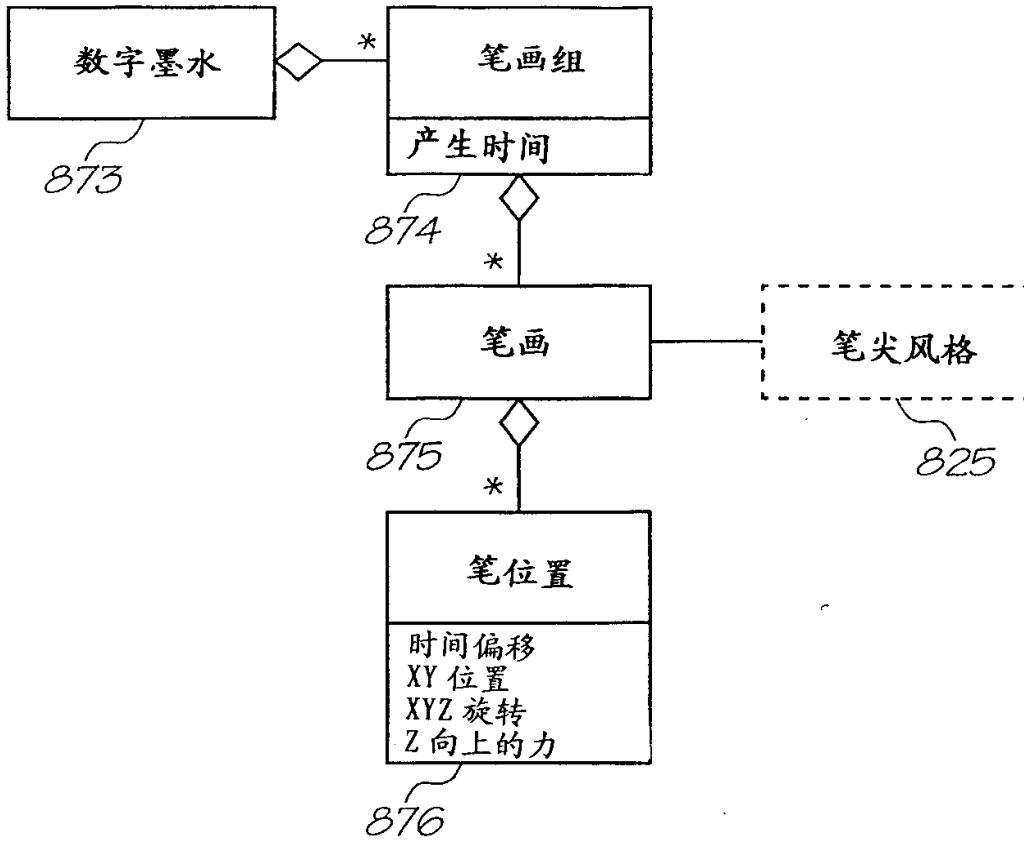 数字墨水
*
笔画组
产生时间
873
874
*
笔画
笔尖风格
875
825
*
笔位置
时间偏移
XY 位置
XYZ 旋转
Z 向上的力
876